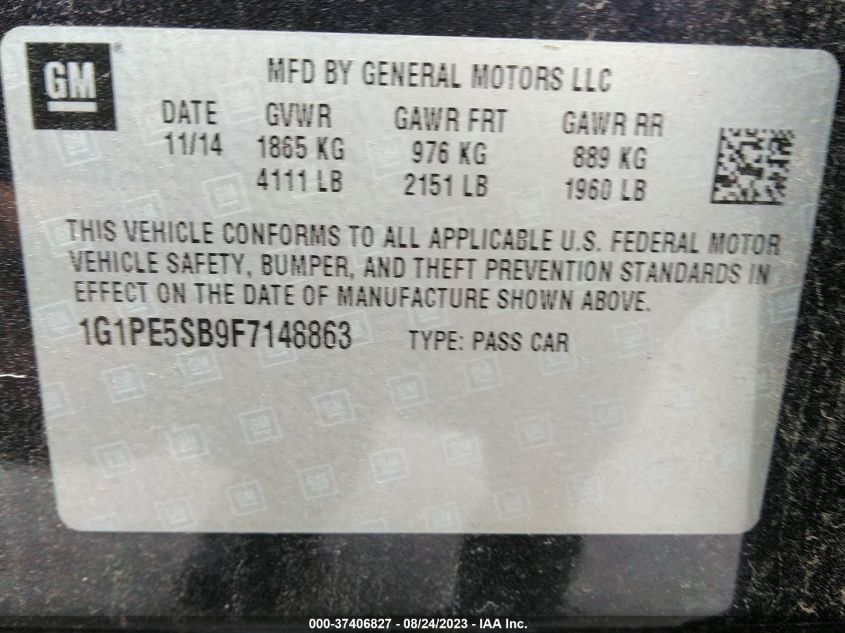 GM ®
MFD BY GENERAL MOTORS LLC
DATE GVWR GAWR FRT GAWR RR
11/14 1865 KG 976 KG 889 KG
4111 LB 2151 LB 1960 LB
THIS VEHICLE CONFORMS TO ALL APPLICABLE U.S. FEDERAL MOTOR
VEHICLE SAFETY, BUMPER, AND THEFT PREVENTION STANDARDS IN
EFFECT ON THE DATE OF MANUFACTURE SHOWN ABOVE.
1G1PE5SB9F7148863 TYPE: PASS CAR
000-37406827 - 08/24/2023 - IAA Inc.